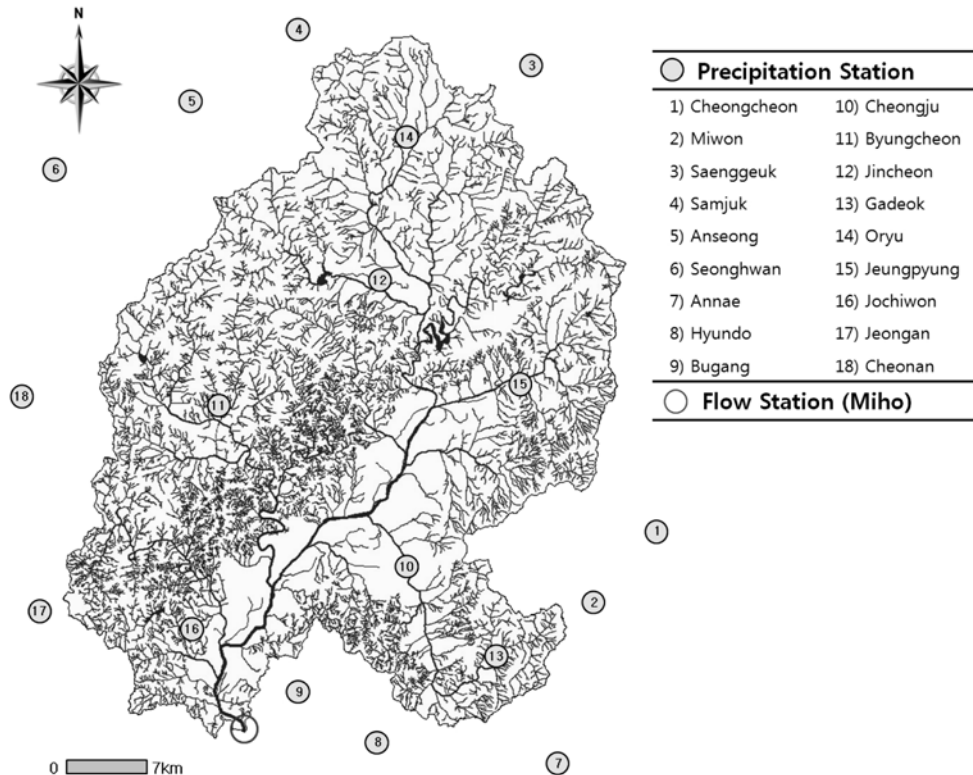 N
4
3
5
14
6
12
15
18
11
1
10
2
17
16
13
9
8
7
0 7km
Precipitation Station
1) Cheongcheon 10) Cheongju
2) Miwon 11) Byungcheon
3) Saenggeuk 12) Jincheon
4) Samjuk 13) Gadeok
5) Anseong 14) Oryu
6) Seonghwan 15) Jeungpyung
7) Annae 16) Jochiwon
8) Hyundo 17) Jeongan
9) Bugang 18) Cheonan
Flow Station (Miho)